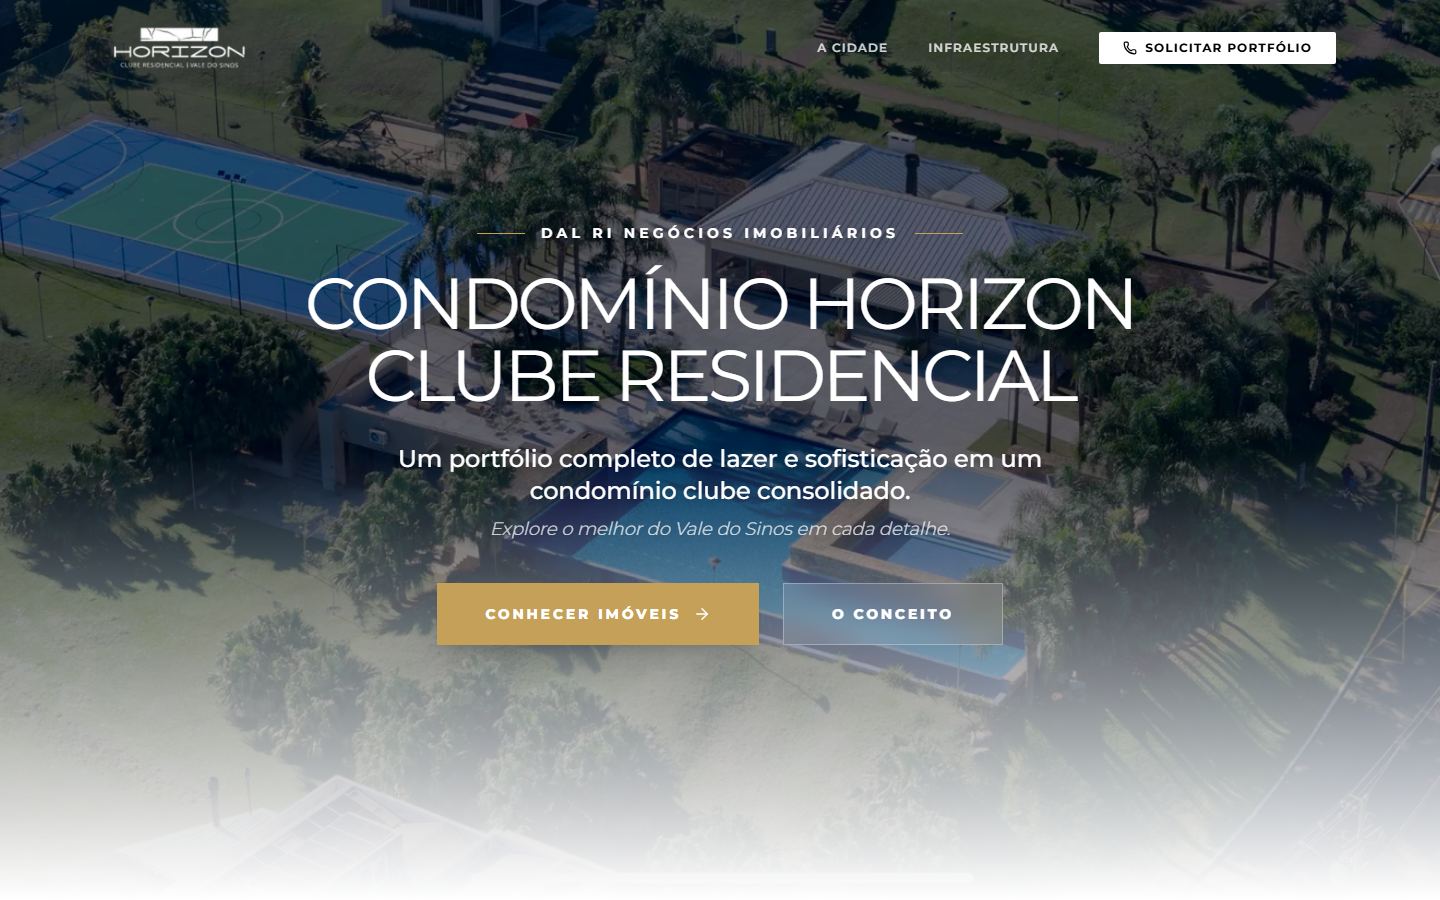 HORIZON
CLUBE RESIDENCIAL | VALE DO SINOS
A CIDADE
INFRAESTRUTURA
SOLICITAR PORTFÓLIO
DAL RI NEGÓCIOS IMOBILIÁRIOS
CONDOMÍNIO HORIZON
CLUBE RESIDENCIAL
Um portfólio completo de lazer e sofisticação em um
condomínio clube consolidado.
Explore o melhor do Vale do Sinos em cada detalhe.
CONHECER IMÓVEIS
O CONCEITO